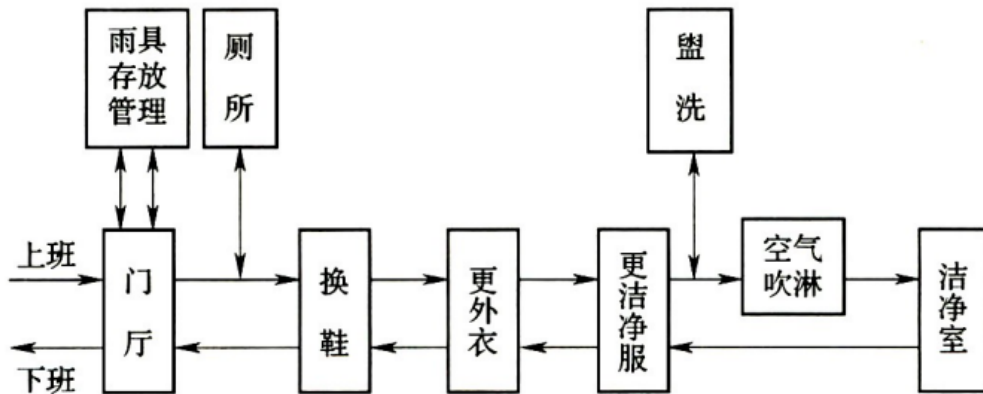 雨具
存放
管理
厕
所
盥
洗
上班
下班
门
厅
换
鞋
更
外
衣
更
洁
净
服
空气
吹淋
洁
净
室